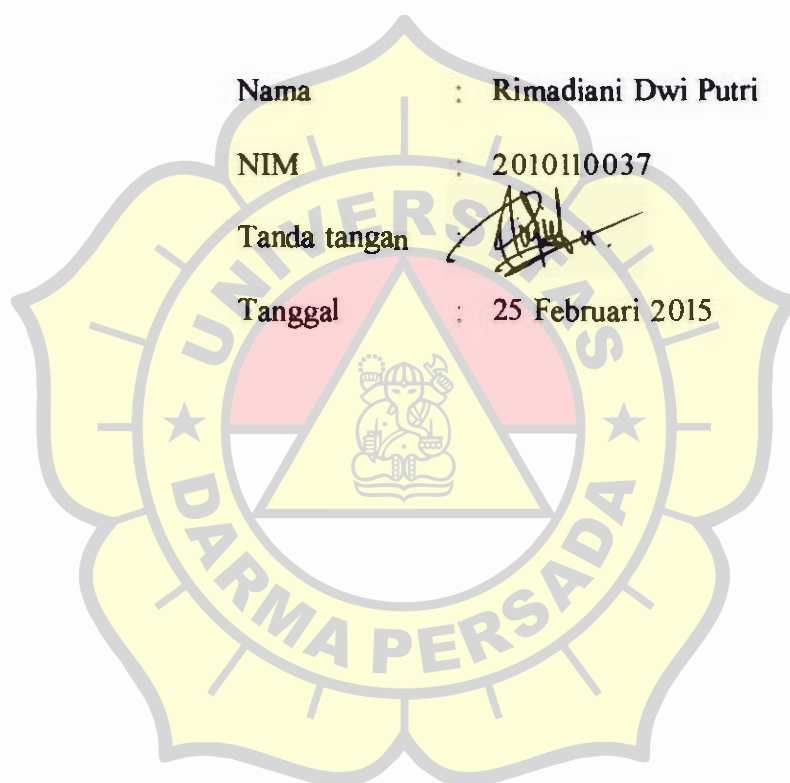 Nama : Rimadiani Dwi Putri
NIM : 2010110037
Tanda tangan :
Tanggal : 25 Februari 2015
UNIVERSITAS
DARMA PERSADA